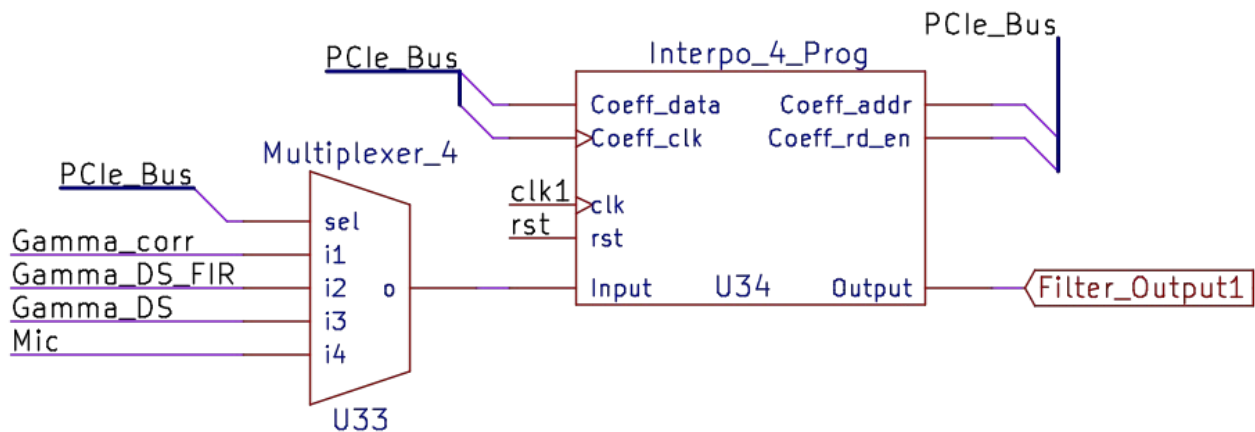 PCIe_Bus
Interpo_4_Prog
PCIe_Bus
Coeff_data
Coeff_addr
Coeff_clk
Coeff_rd_en
Multiplexer_4
PCIe_Bus
clk1
clk
rst
rst
sel
Gamma_corr
i1
Gamma_DS_FIR
i2
o
Input
U34
Output
Filter_Output1
Gamma_DS
i3
Mic
i4
U33